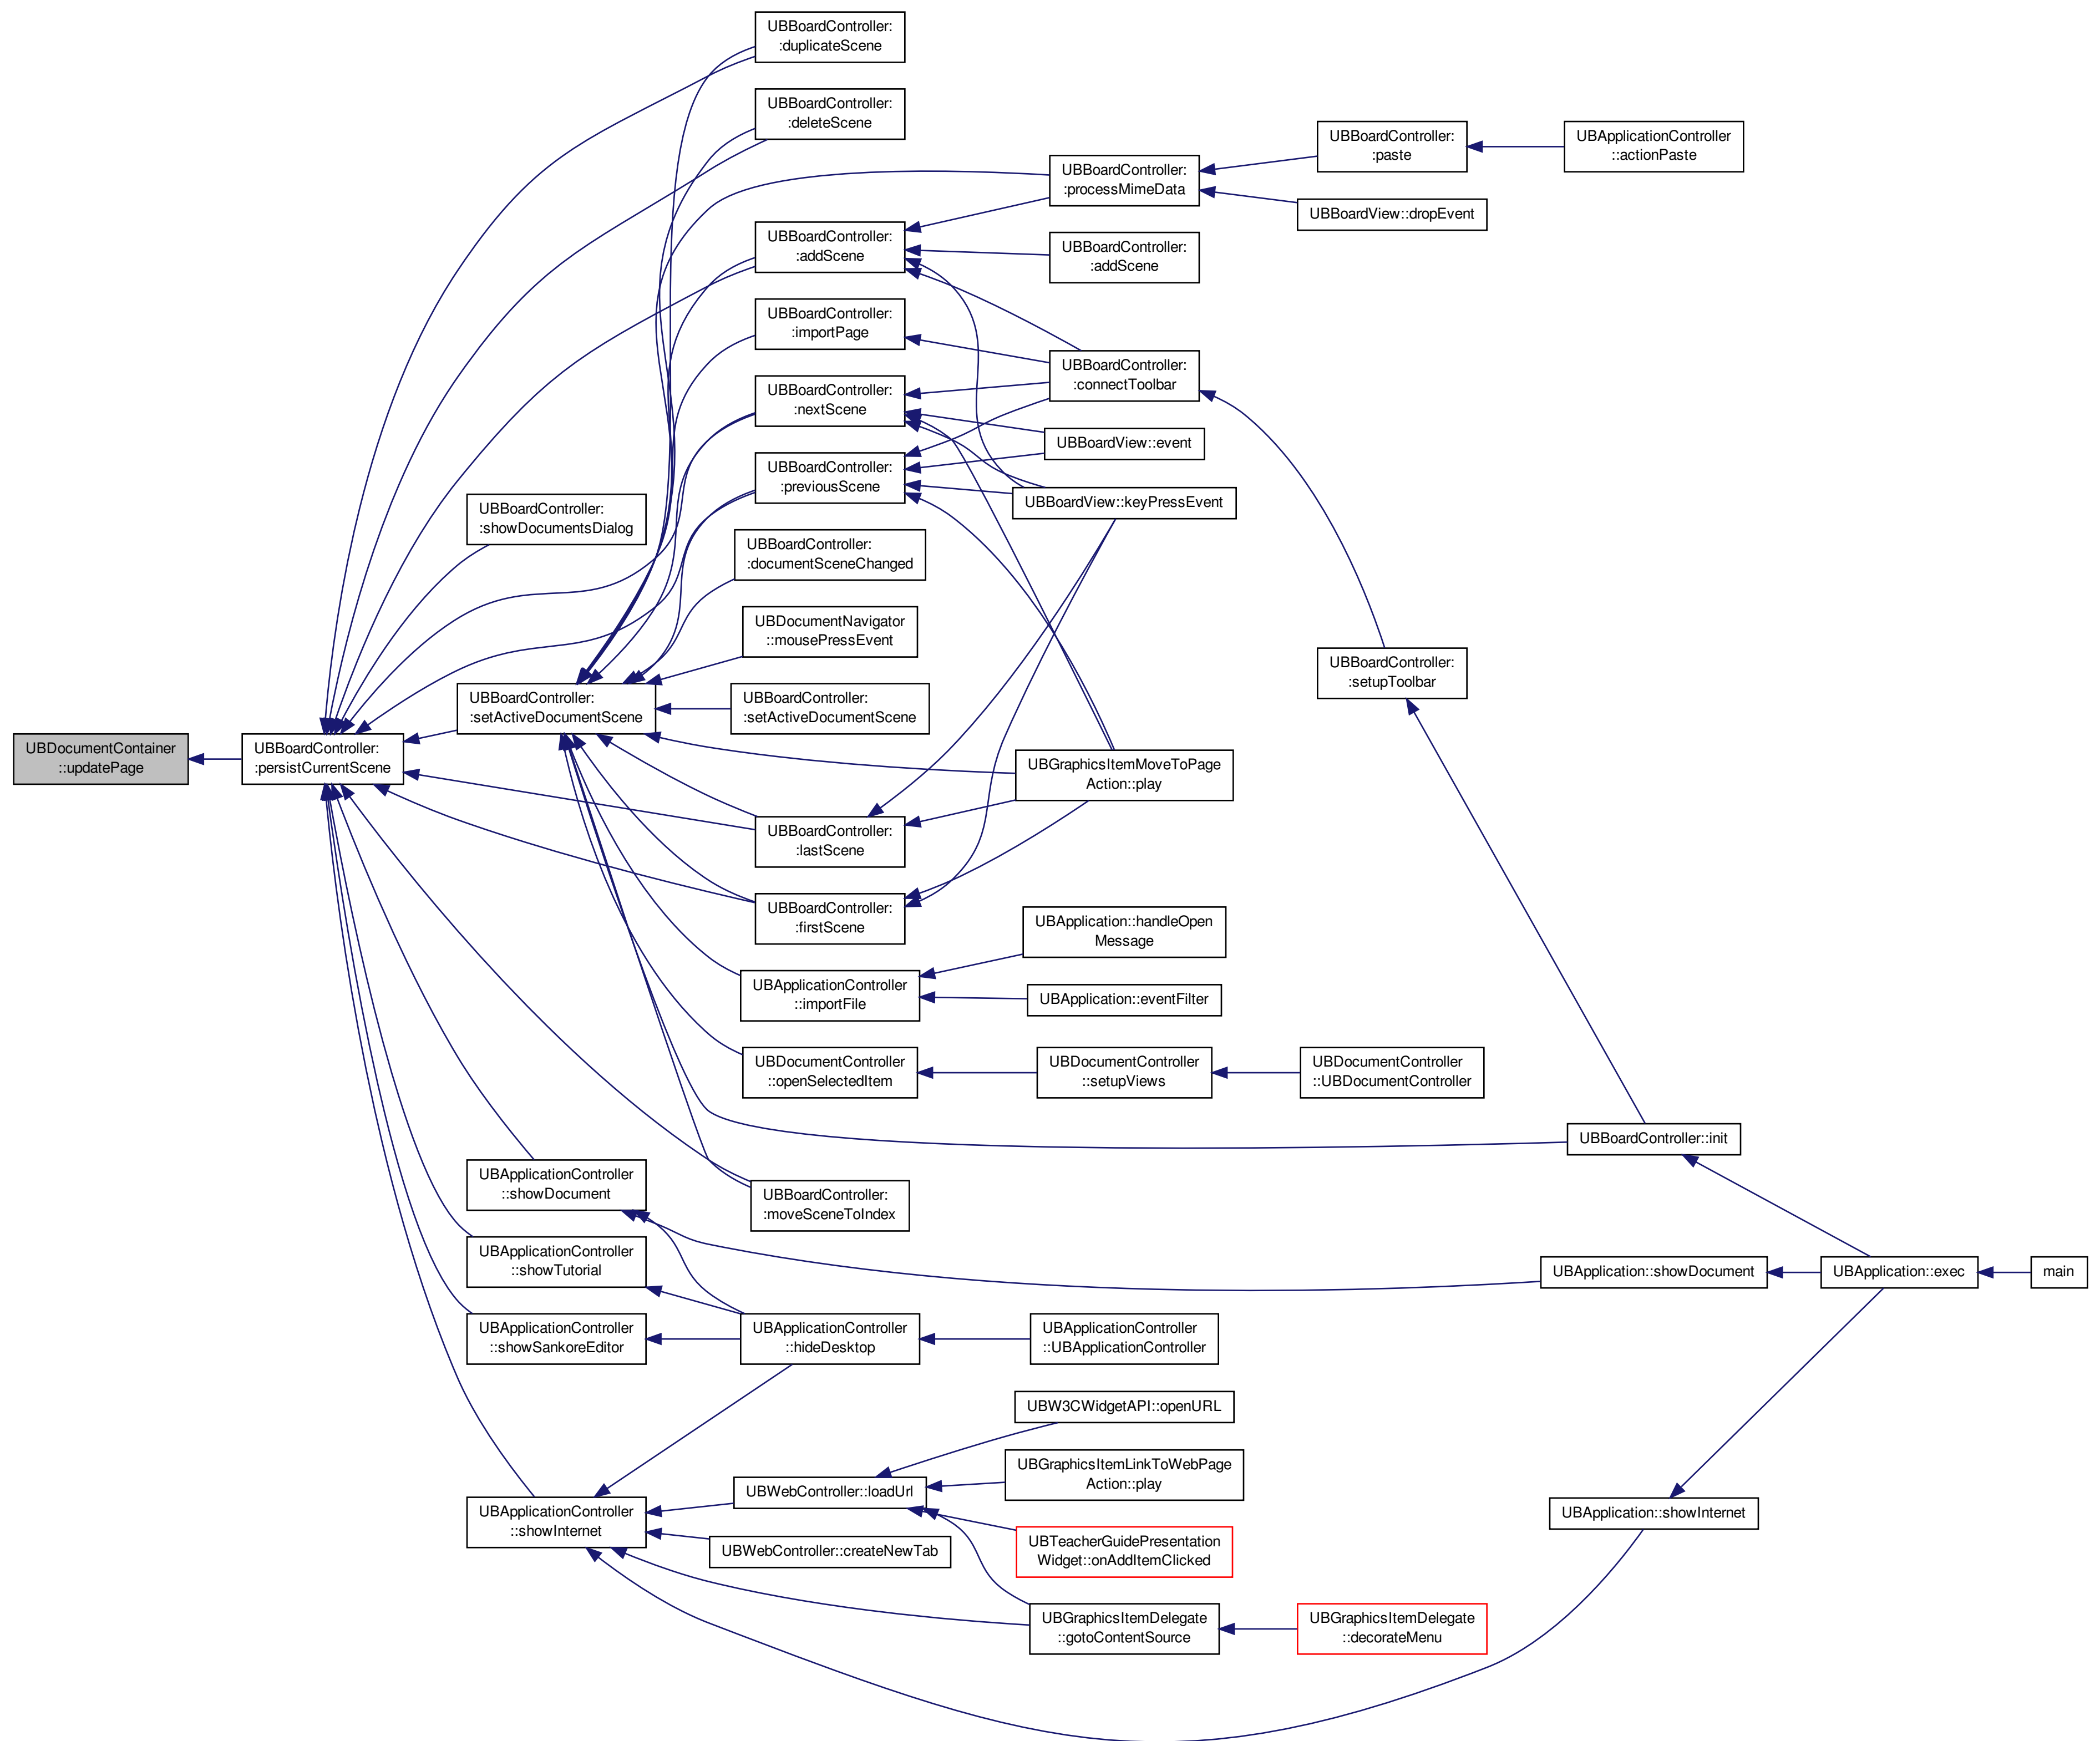 UBBoardController:
:duplicateScene
UBBoardController:
:deleteScene
UBBoardController:
:paste
UBApplicationController
::actionPaste
UBBoardController:
:processMimeData
UBBoardView::dropEvent
UBBoardController:
:addScene
UBBoardController:
:addScene
UBBoardController:
:importPage
UBBoardController:
:connectToolbar
UBBoardController:
:nextScene
UBBoardView::event
UBBoardController:
:previousScene
UBBoardView::keyPressEvent
UBBoardController:
:showDocumentsDialog
UBBoardController:
:documentSceneChanged
UBDocumentNavigator
::mousePressEvent
UBBoardController:
:setupToolbar
UBBoardController:
:setActiveDocumentScene
UBBoardController:
:setActiveDocumentScene
UBDocumentContainer
::updatePage
UBBoardController:
:persistCurrentScene
UBGraphicsItemMoveToPage
Action::play
UBBoardController:
:lastScene
UBBoardController:
:firstScene
UBApplication::handleOpen
Message
UBApplicationController
::importFile
UBApplication::eventFilter
UBDocumentController
::openSelectedItem
UBDocumentController
::setupViews
UBDocumentController
::UBDocumentController
UBBoardController::init
UBApplicationController
::showDocument
UBBoardController:
:moveSceneToIndex
UBApplicationController
::showTutorial
UBApplication::showDocument
UBApplication::exec
main
UBApplicationController
::showSankoreEditor
UBApplicationController
::hideDesktop
UBApplicationController
::UBApplicationController
UBW3CWidgetAPI::openURL
UBGraphicsItemLinkToWebPage
Action::play
UBWebController::loadUrl
UBApplicationController
::showInternet
UBApplication::showInternet
UBWebController::createNewTab
UBTeacherGuidePresentation
Widget::onAddItemClicked
UBGraphicsItemDelegate
::gotoContentSource
UBGraphicsItemDelegate
::decorateMenu